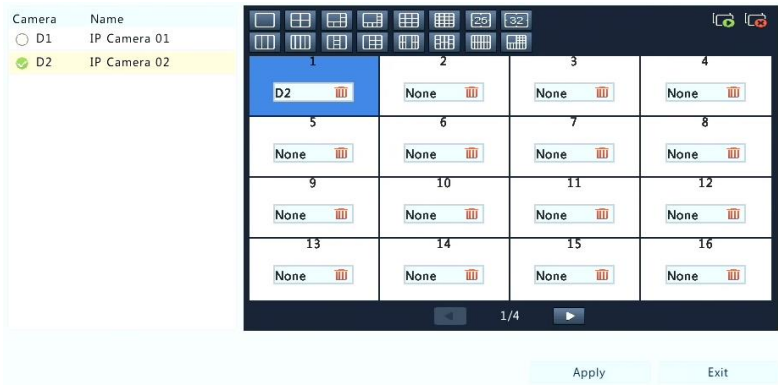 Camera Name
D1 IP Camera 01
D2 IP Camera 02
25 32
1 2 3 4
D2 None None None
5 6 7 8
None None None None
9 10 11 12
None None None None
13 14 15 16
None None None None
1/4
Apply Exit